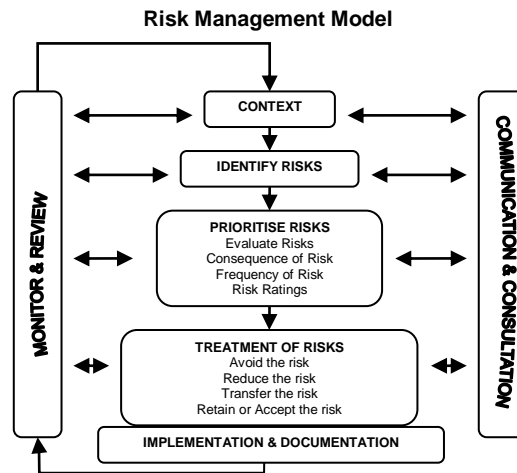 Risk Management Model
CONTEXT
IDENTIFY RISKS
PRIORITISE RISKS
Evaluate Risks
Consequence of Risk
Frequency of Risk
Risk Ratings
TREATMENT OF RISKS
Avoid the risk
Reduce the risk
Transfer the risk
Retain or Accept the risk
IMPLEMENTATION & DOCUMENTATION
MONITOR & REVIEW
COMMUNICATION & CONSULTATION